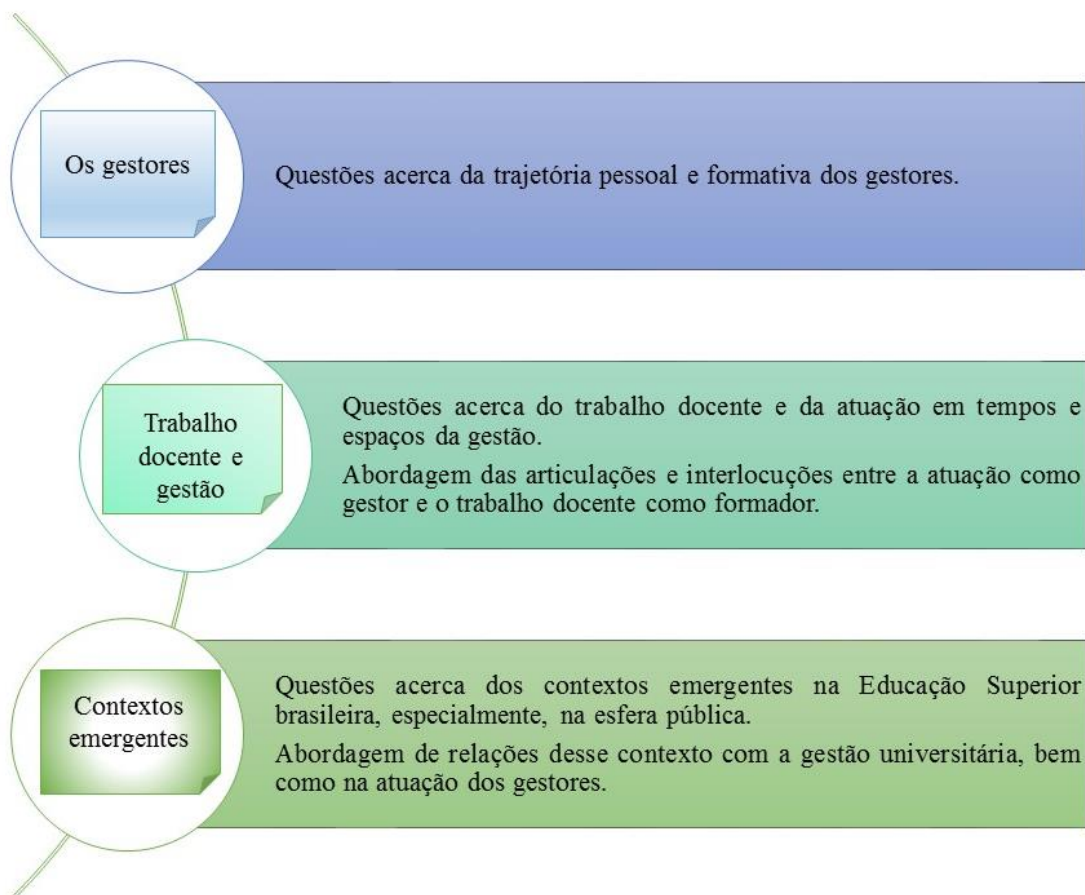 Os gestores
Questões acerca da trajetória pessoal e formativa dos gestores.
Trabalho
docente e
gestão
Questões acerca do trabalho docente e da atuação em tempos e
espaços da gestão.
Abordagem das articulações e interlocuções entre a atuação como
gestor e o trabalho docente como formador.
Contextos
emergentes
Questões acerca dos contextos emergentes na Educação Superior
brasileira, especialmente, na esfera pública.
Abordagem de relações desse contexto com a gestão universitária, bem
como na atuação dos gestores.